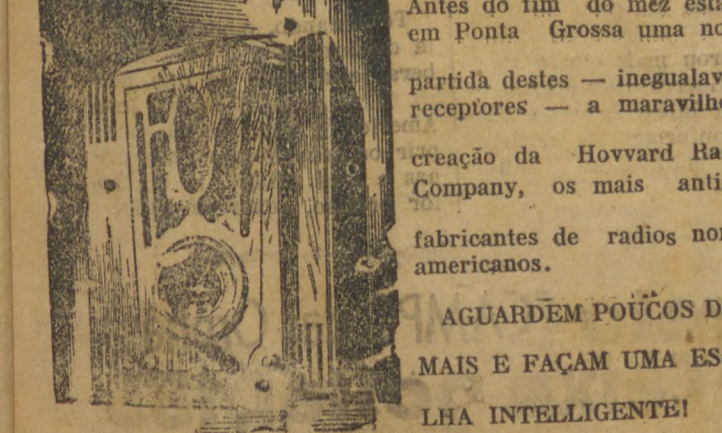 Antes do fim do mez esta
em Ponta Grossa uma no
partida destes — inegualav
receptores — a maravilho
creação da Hovvard Ra
Company, os mais anti
fabricantes de radios nor
americanos.
AGUARDEM POUCOS D
MAIS E FAÇAM UMA ES
LHA INTELLIGENTE!